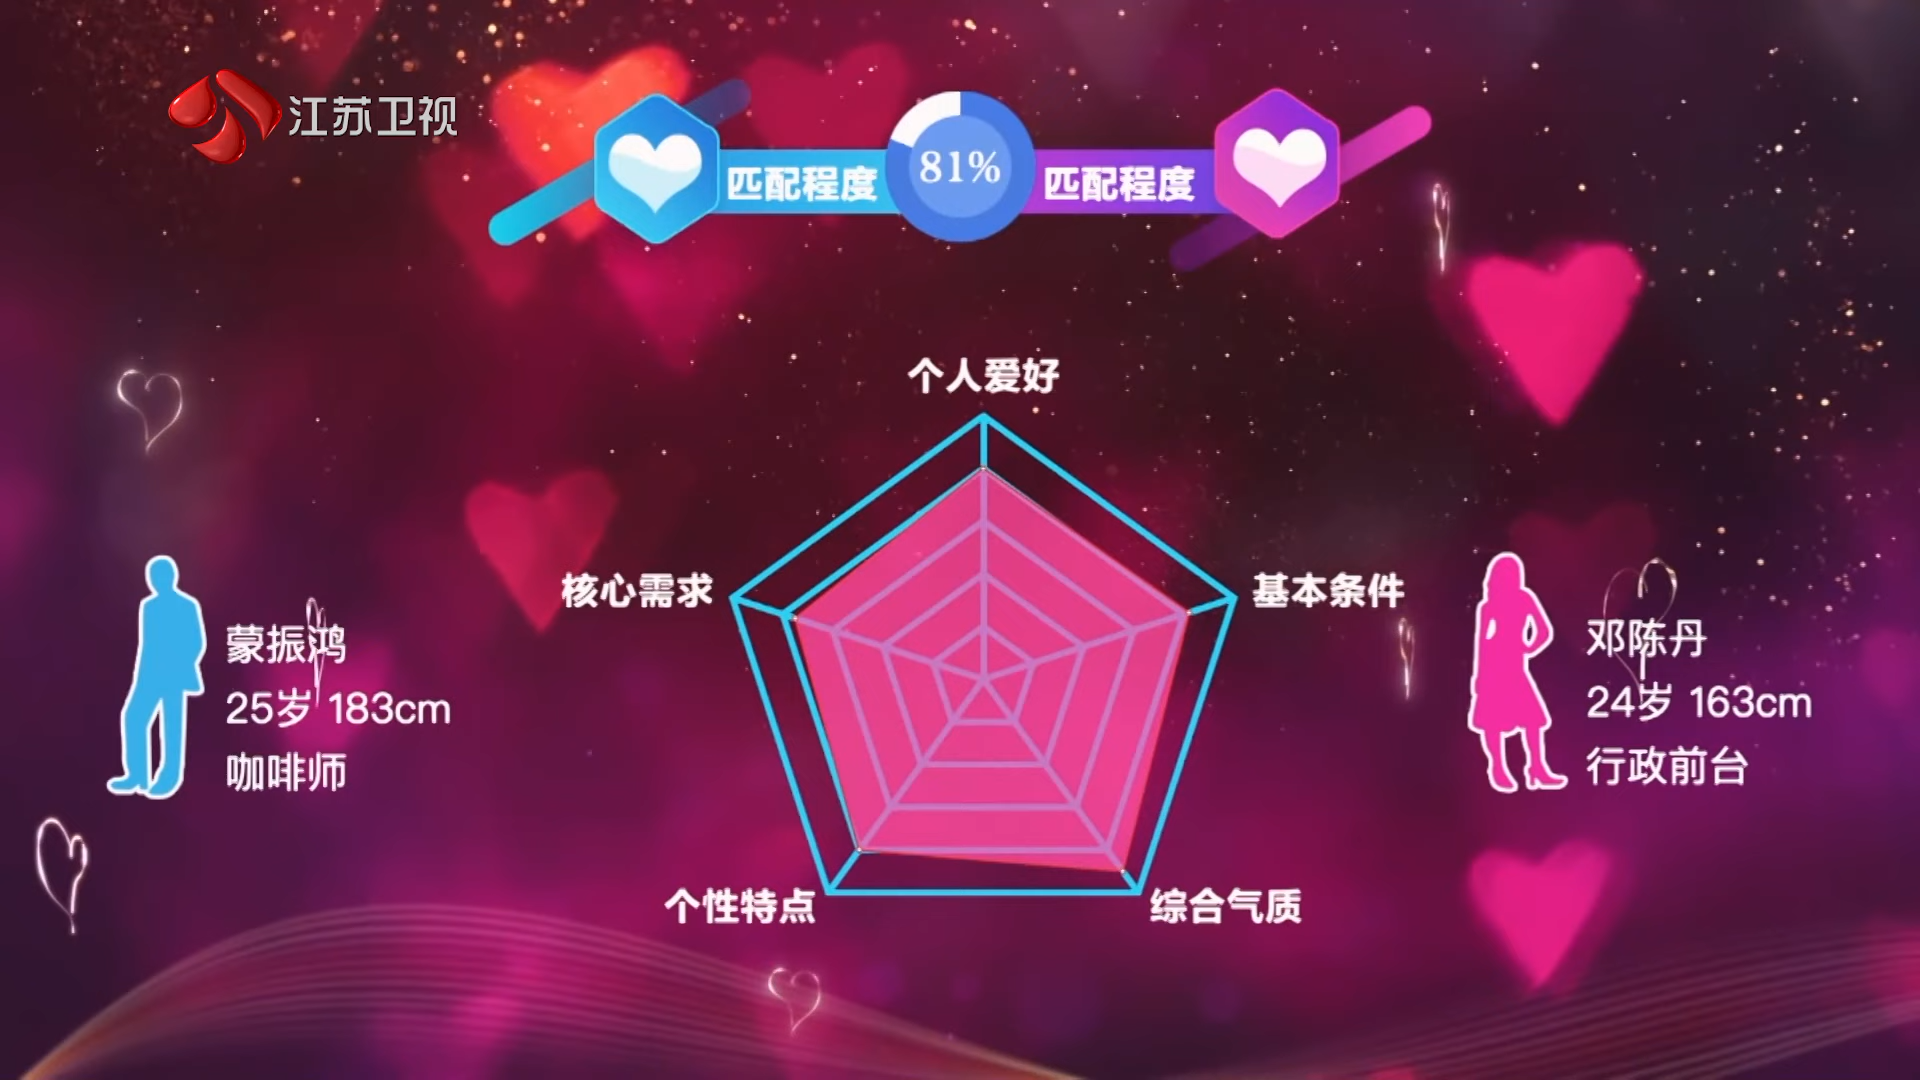 江苏卫视
匹配程度
81%
匹配程度
个人爱好
核心需求
基本条件
个性特点
综合气质
蒙振鸿
25岁 183cm
咖啡师
邓陈丹
24岁 163cm
行政前台